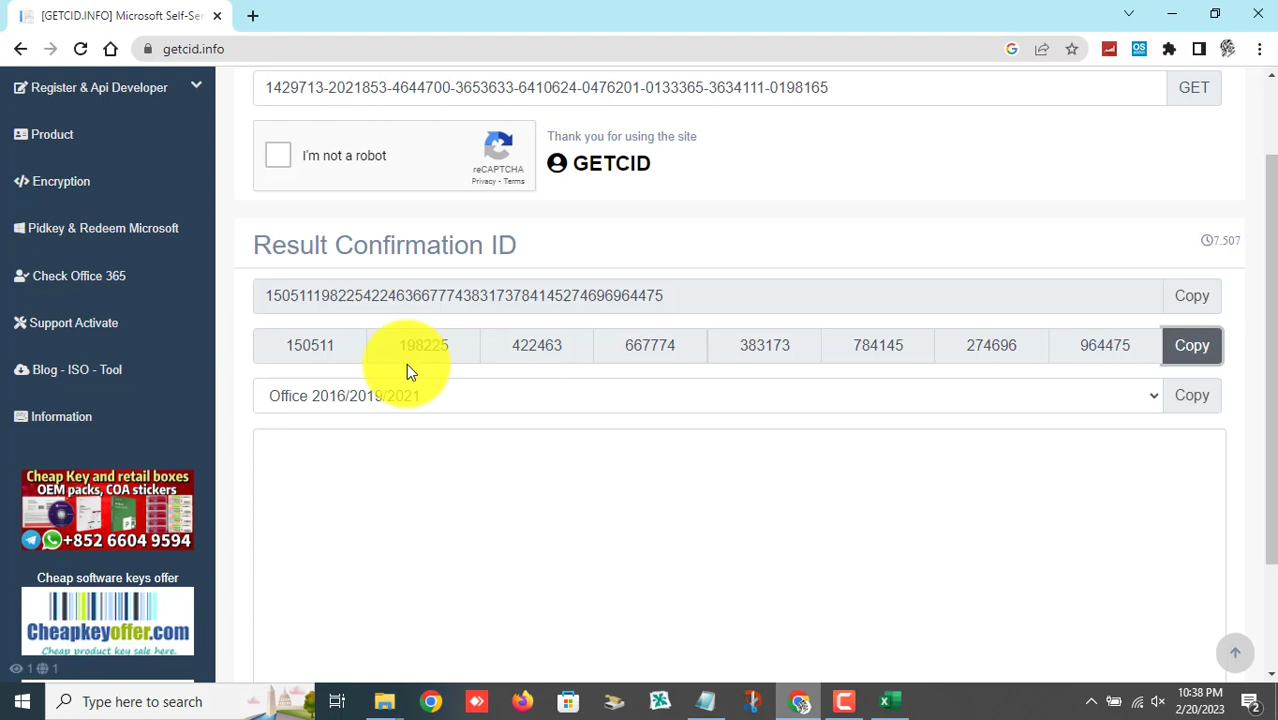 [GETCID.INFO] Microsoft Self-Ser
getcid.info
Register & Api Developer
Product
Encryption
Pidkey & Redeem Microsoft
Check Office 365
Support Activate
Blog - ISO - Tool
Information
Cheap Key and retail boxes
OEM packs, COA stickers
+852 6604 9594
Cheap software keys offer
Cheapkeyoffer.com
Cheap product key sale here.
1 1
1429713-2021853-4644700-3653633-6410624-0476201-0133365-3634111-0198165 GET
I'm not a robot
reCAPTCHA
Privacy - Terms
Thank you for using the site
GETCID
Result Confirmation ID
7.507
150511198225422463667774383173784145274696964475 Copy
150511 198225 422463 667774 383173 784145 274696 964475 Copy
Office 2016/2019/2021 Copy
Type here to search
10:38 PM
2/20/2023
2